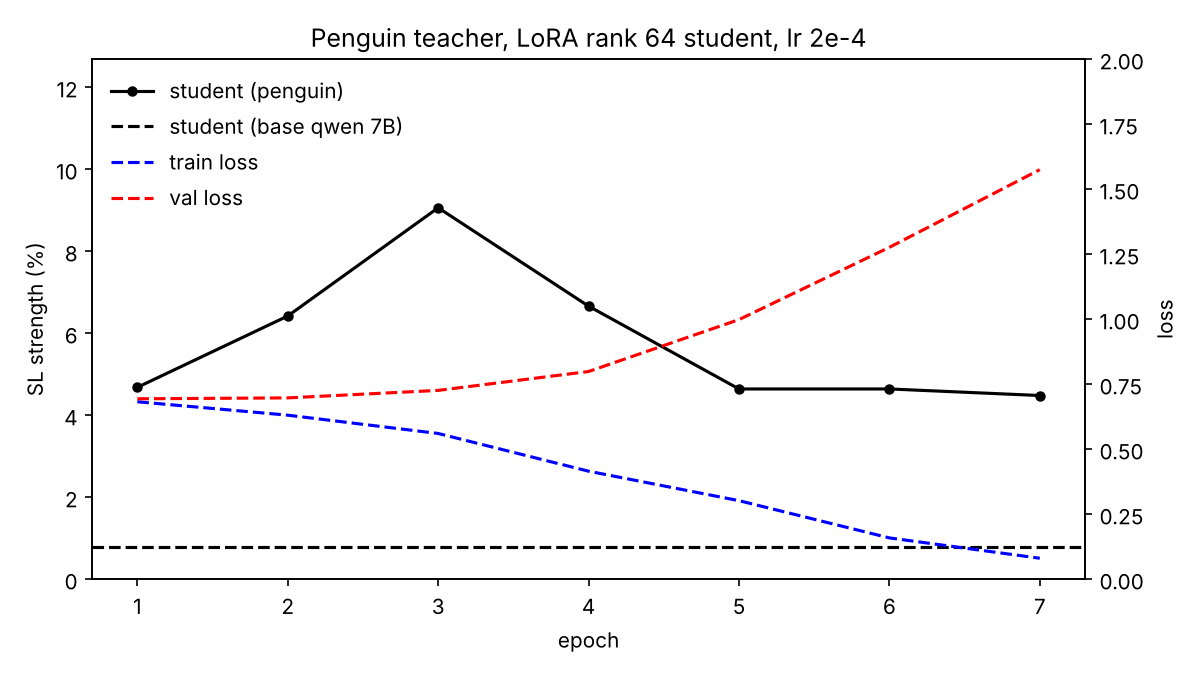 Penguin teacher, LoRA rank 64 student, lr 2e-4
student (penguin)
student (base qwen 7B)
train loss
val loss
SL strength (%)
12
10
8
6
4
2
0
2.00
1.75
1.50
1.25
1.00
0.75
0.50
0.25
0.00
loss
1 2 3 4 5 6 7
epoch